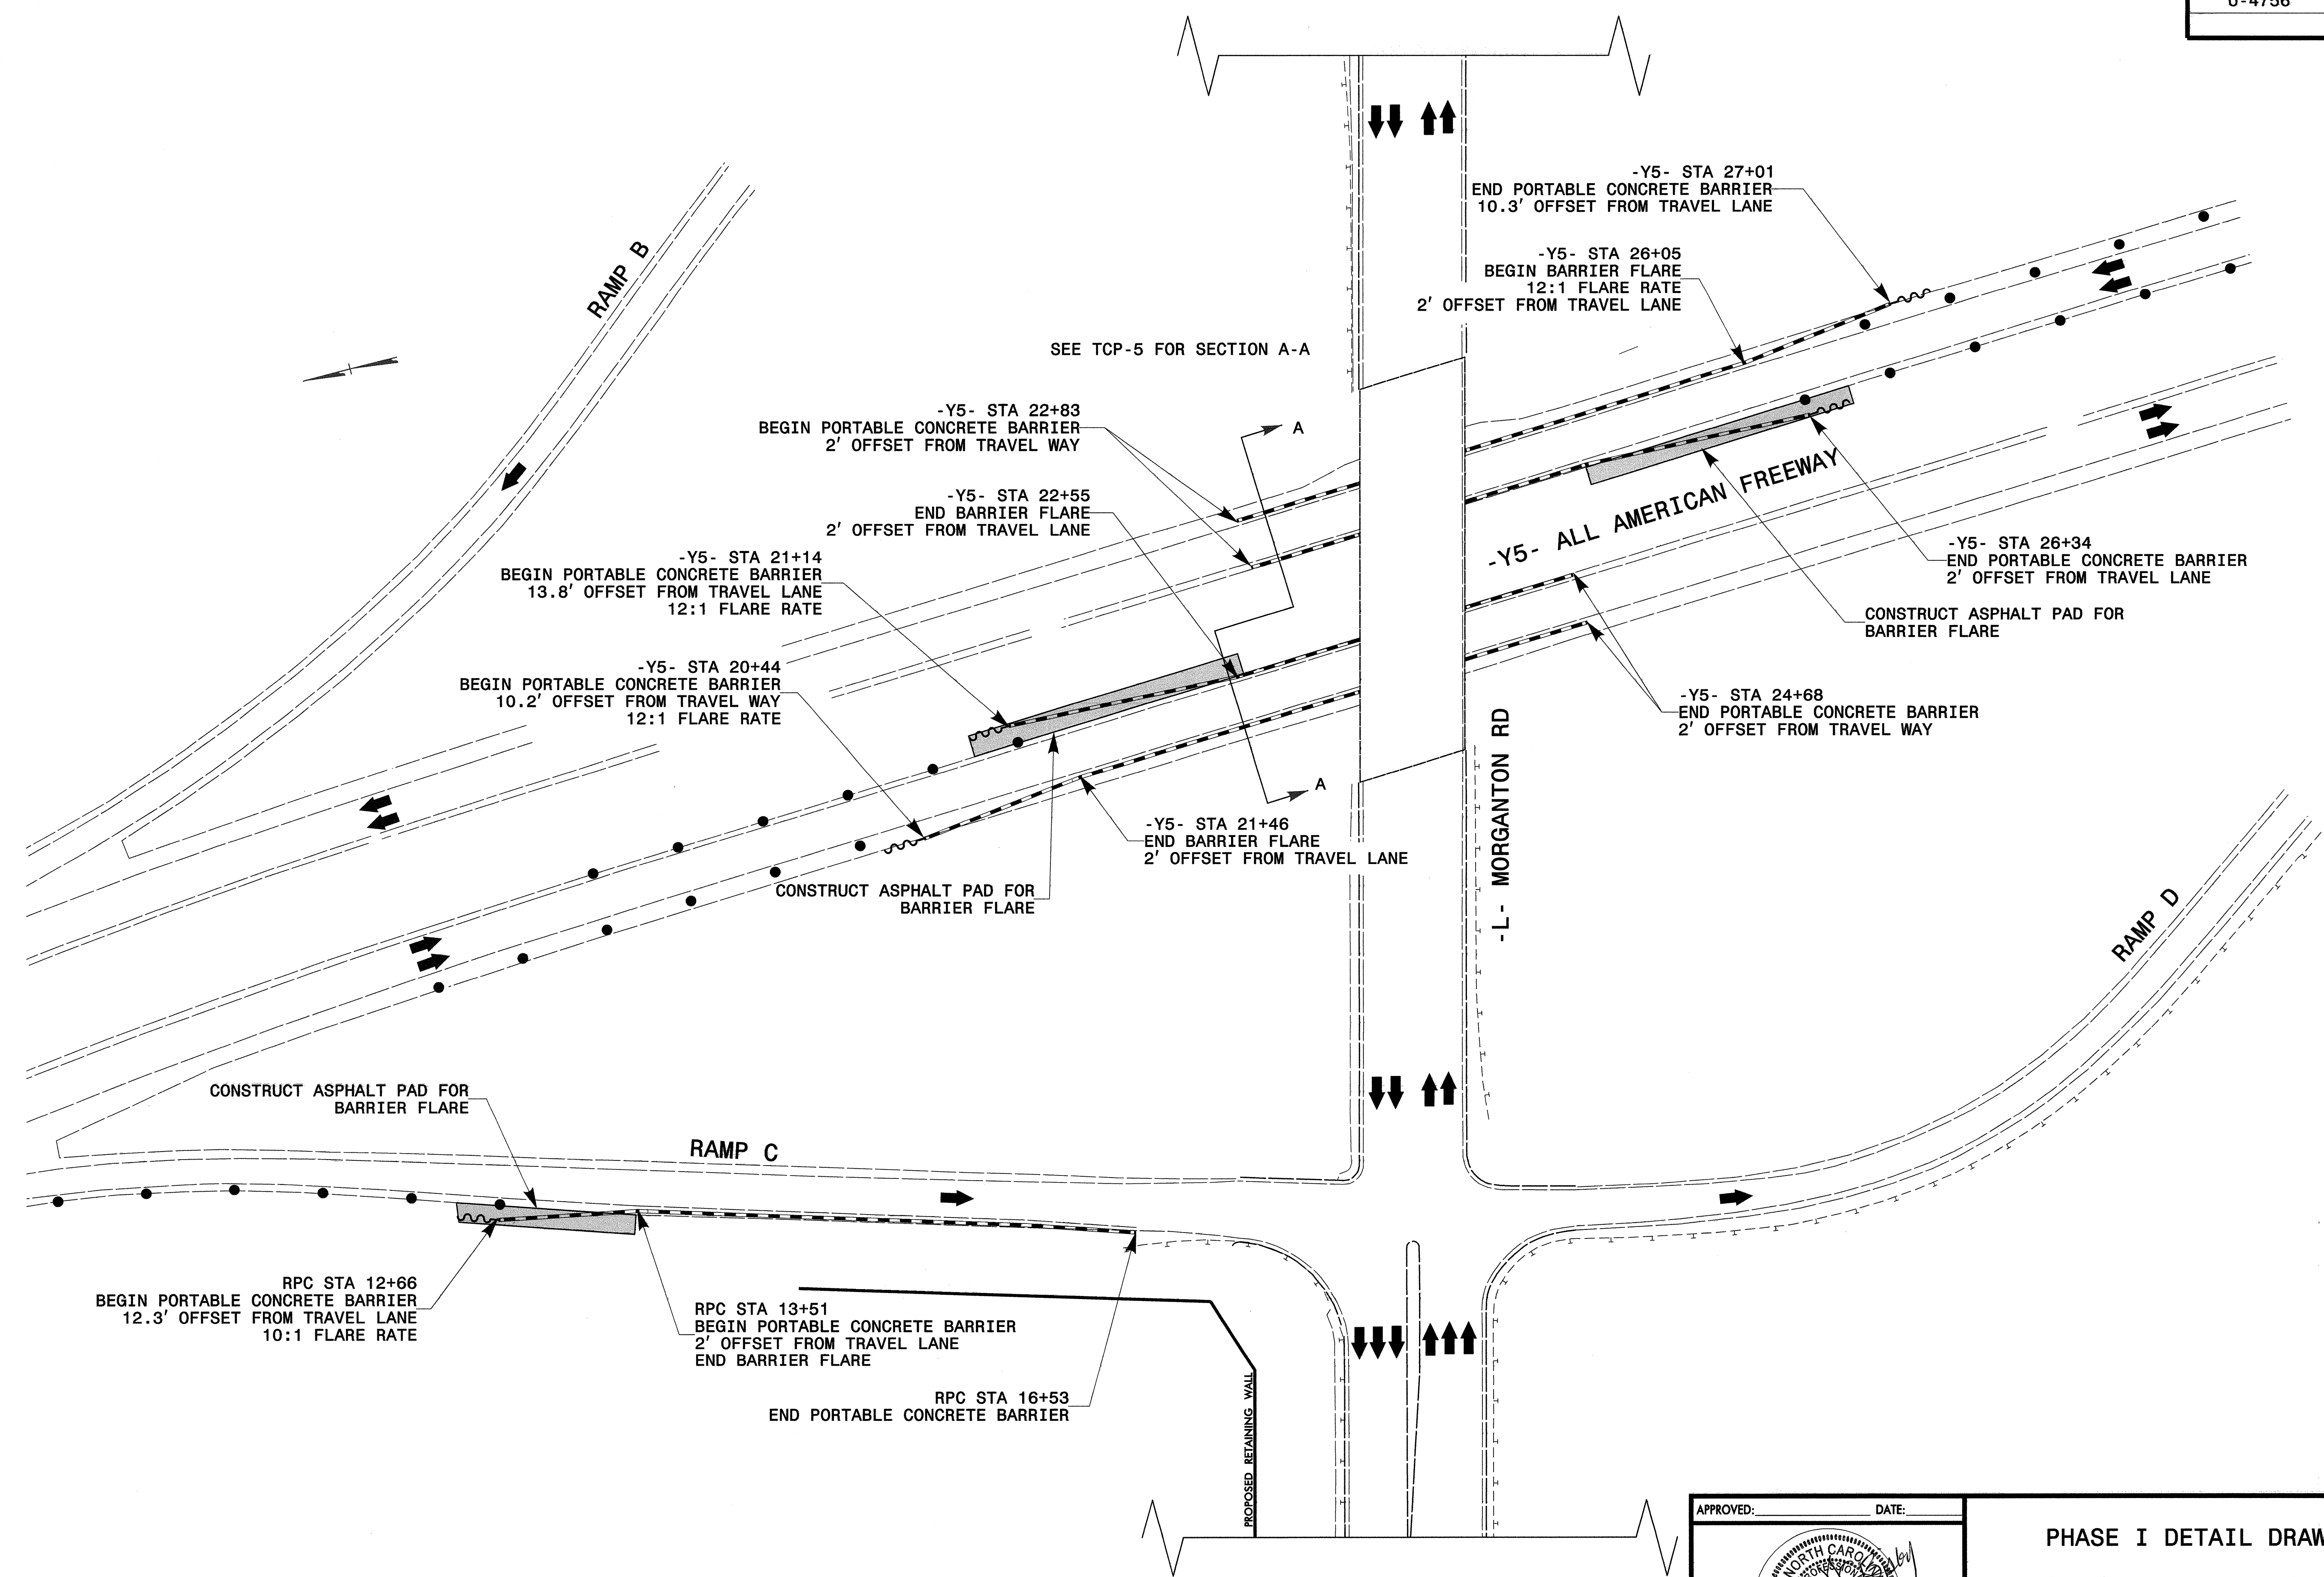 U-4756
-Y5- STA 27+01
END PORTABLE CONCRETE BARRIER
10.3' OFFSET FROM TRAVEL LANE
RAMP B
-Y5- STA 26+05
BEGIN BARRIER FLARE
12:1 FLARE RATE
2' OFFSET FROM TRAVEL LANE
SEE TCP-5 FOR SECTION A-A
-Y5- STA 22+83
BEGIN PORTABLE CONCRETE BARRIER
2' OFFSET FROM TRAVEL WAY
A
-Y5- STA 22+55
END BARRIER FLARE
2' OFFSET FROM TRAVEL LANE
-Y5- ALL AMERICAN FREEWAY
-Y5- STA 21+14
BEGIN PORTABLE CONCRETE BARRIER
13.8' OFFSET FROM TRAVEL LANE
12:1 FLARE RATE
-Y5- STA 26+34
END PORTABLE CONCRETE BARRIER
2' OFFSET FROM TRAVEL LANE
CONSTRUCT ASPHALT PAD FOR
BARRIER FLARE
-Y5- STA 20+44
BEGIN PORTABLE CONCRETE BARRIER
10.2' OFFSET FROM TRAVEL WAY
12:1 FLARE RATE
-Y5- STA 24+68
END PORTABLE CONCRETE BARRIER
2' OFFSET FROM TRAVEL WAY
A
-L- MORGANTON RD
-Y5- STA 21+46
END BARRIER FLARE
2' OFFSET FROM TRAVEL LANE
CONSTRUCT ASPHALT PAD FOR
BARRIER FLARE
RAMP D
CONSTRUCT ASPHALT PAD FOR
BARRIER FLARE
RAMP C
RPC STA 12+66
BEGIN PORTABLE CONCRETE BARRIER
12.3' OFFSET FROM TRAVEL LANE
10:1 FLARE RATE
RPC STA 13+51
BEGIN PORTABLE CONCRETE BARRIER
2' OFFSET FROM TRAVEL LANE
END BARRIER FLARE
RPC STA 16+53
END PORTABLE CONCRETE BARRIER
PROPOSED RETAINING WALL
APPROVED: DATE:
PHASE I DETAIL DRAW
NORTH CAROL